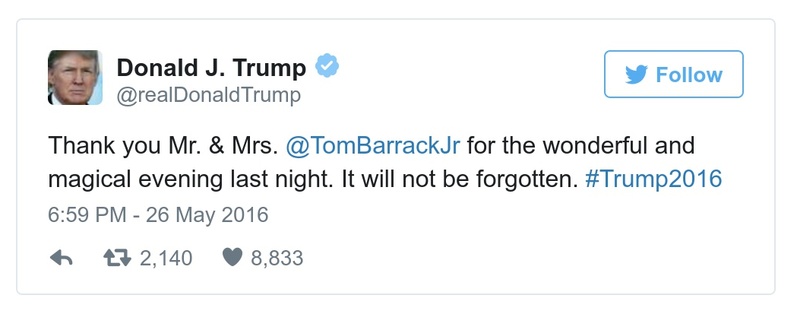 Donald J. Trump
@realDonaldTrump
Follow
Thank you Mr. & Mrs. @TomBarrackJr for the wonderful and
magical evening last night. It will not be forgotten. #Trump2016
6:59 PM - 26 May 2016
2,140 8,833